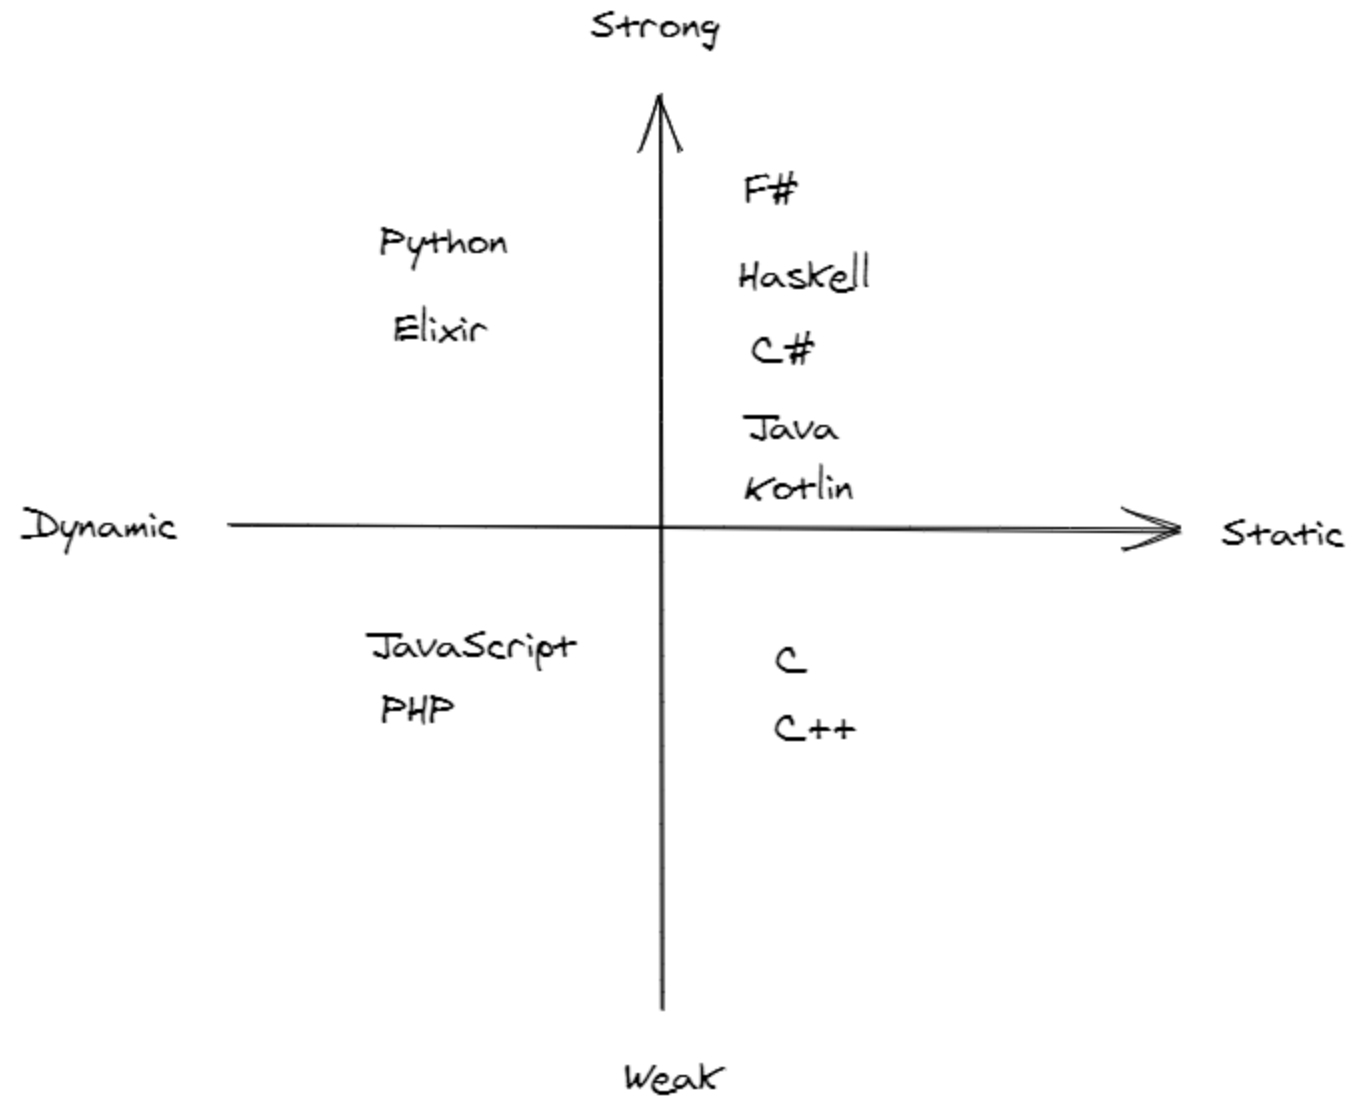 Strong
F#
Python
Haskell
Elixir
C#
Java
Kotlin
Dynamic
Static
JavaScript
C
PHP
C++
Weak